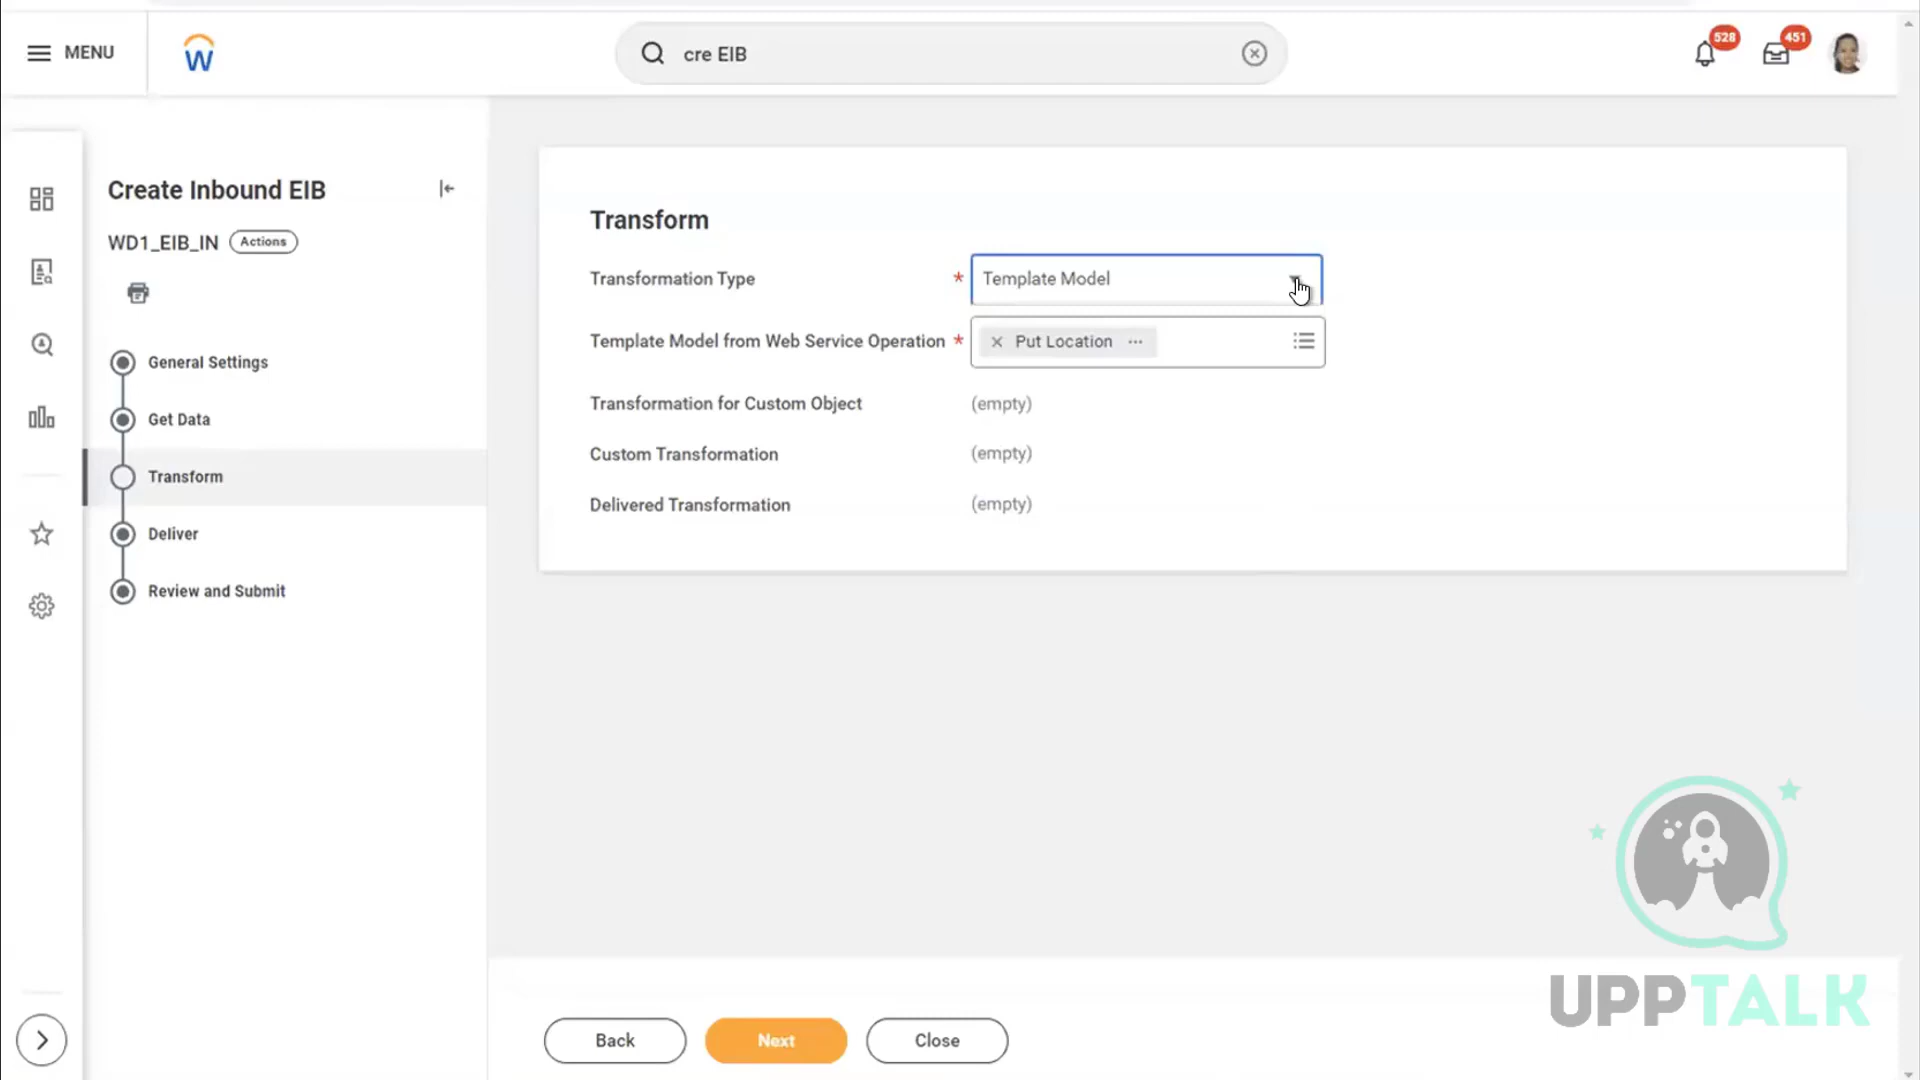 MENU
W
cre EIB
528
451
Create Inbound EIB
WD1_EIB_IN Actions
General Settings
Get Data
Transform
Deliver
Review and Submit
Transform
Transformation Type * Template Model
Template Model from Web Service Operation * Put Location
Transformation for Custom Object (empty)
Custom Transformation (empty)
Delivered Transformation (empty)
Back Next Close
UPPTALK